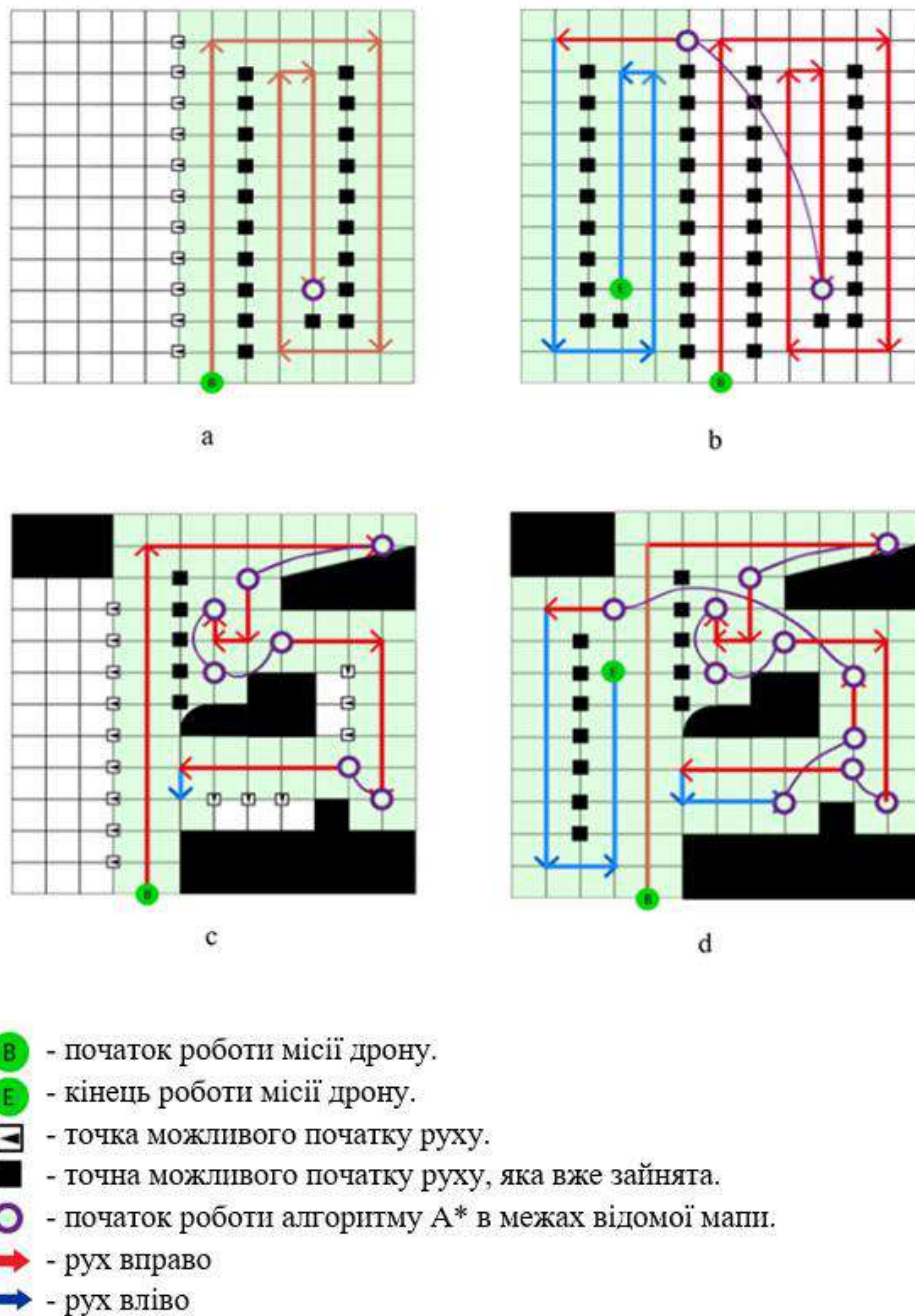 B
a
E
B
b
B
c
E
B
d
B - початок роботи місії дрону.
E - кінець роботи місії дрону.
- точка можливого початку руху.
- точна можливого початку руху, яка вже зайнята.
- початок роботи алгоритму А* в межах відомої мапи.
- рух вправо
- рух вліво